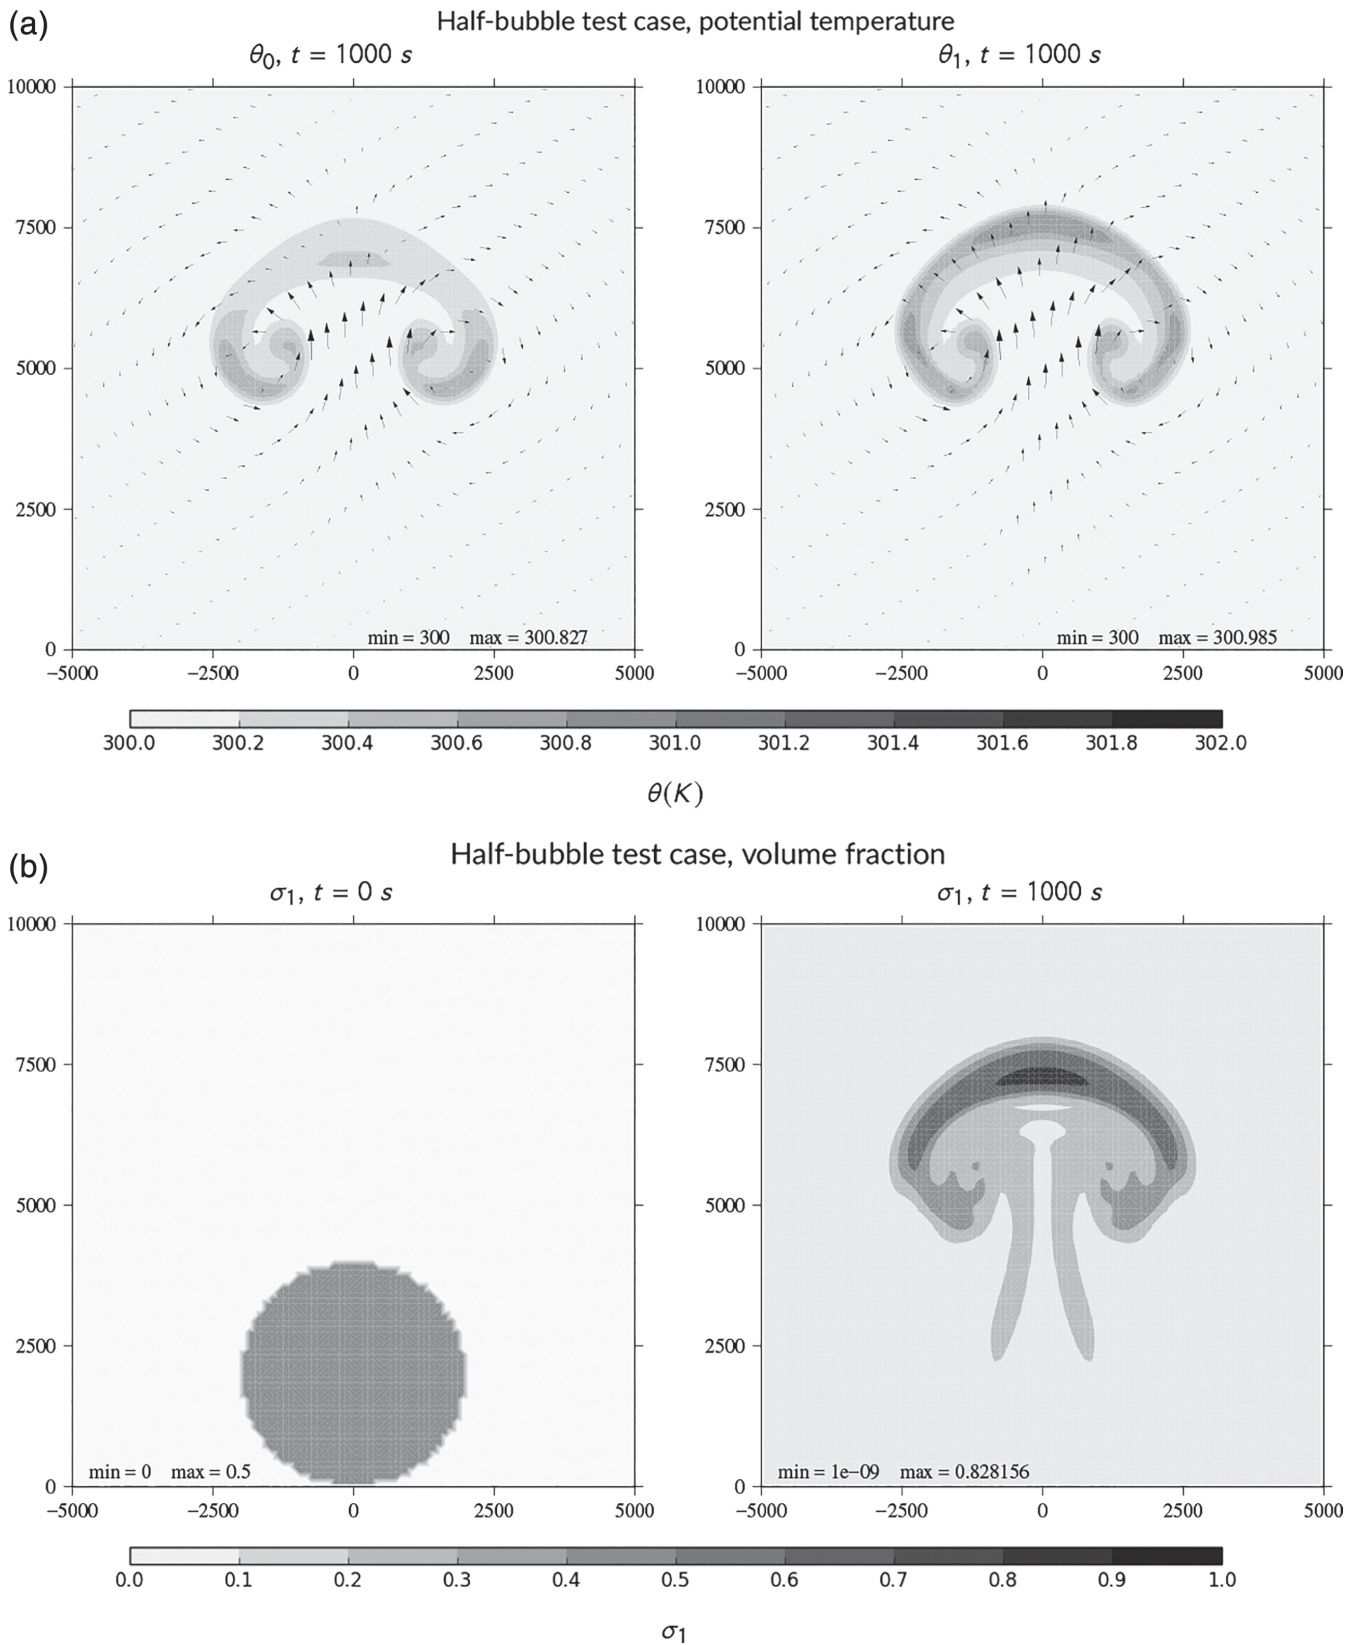 (a)
Half-bubble test case, potential temperature
θ0, t = 1000 s
θ1, t = 1000 s
10000
7500
5000
2500
0
min = 300 max = 300.827
−5000 −2500 0 2500 5000
10000
7500
5000
2500
0
min = 300 max = 300.985
−5000 −2500 0 2500 5000
300.0 300.2 300.4 300.6 300.8 301.0 301.2 301.4 301.6 301.8 302.0
θ(K)
(b)
Half-bubble test case, volume fraction
σ1, t = 0 s
σ1, t = 1000 s
10000
7500
5000
2500
0
min = 0 max = 0.5
−5000 −2500 0 2500 5000
10000
7500
5000
2500
0
min = 1e−09 max = 0.828156
−5000 −2500 0 2500 5000
0.0 0.1 0.2 0.3 0.4 0.5 0.6 0.7 0.8 0.9 1.0
σ1